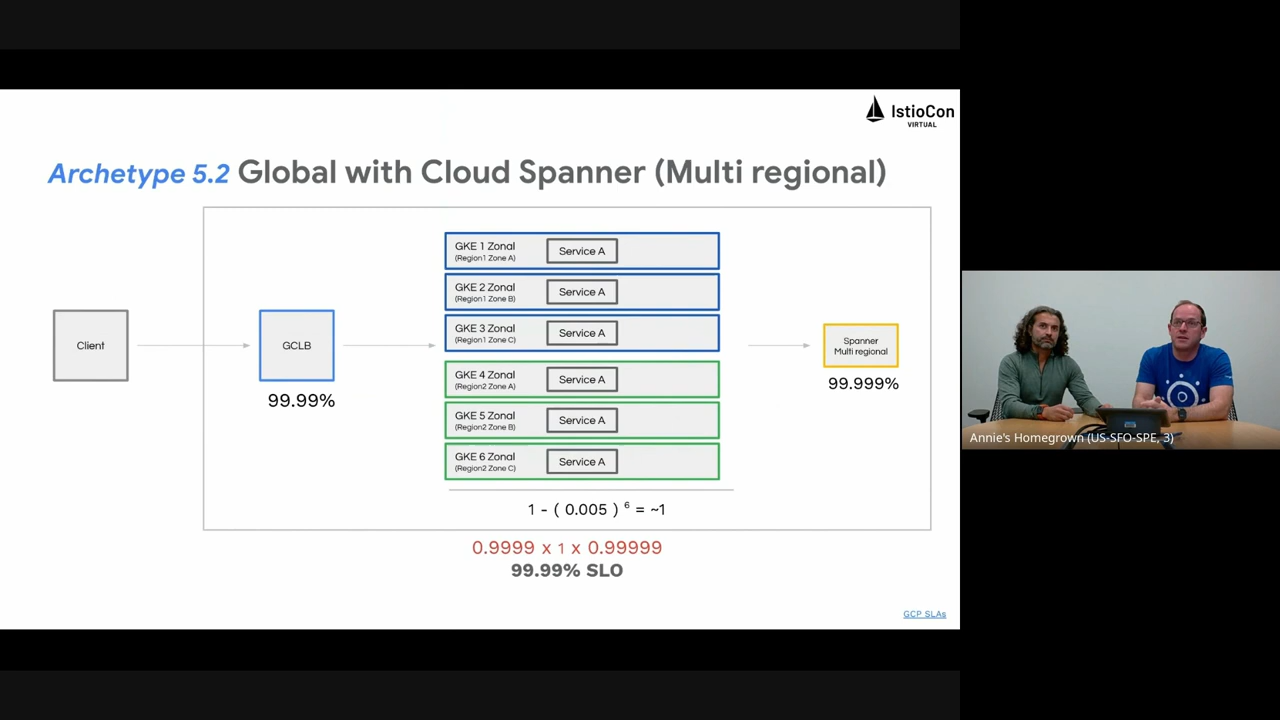 IstioCon
VIRTUAL
Archetype 5.2 Global with Cloud Spanner (Multi regional)
Client
GCLB
99.99%
GKE 1 Zonal
(Region1 Zone A)
Service A
GKE 2 Zonal
(Region1 Zone B)
Service A
GKE 3 Zonal
(Region1 Zone C)
Service A
GKE 4 Zonal
(Region2 Zone A)
Service A
GKE 5 Zonal
(Region2 Zone B)
Service A
GKE 6 Zonal
(Region2 Zone C)
Service A
Spanner
Multi regional
99.999%
1 - ( 0.005 ) 6 = ~1
0.9999 x 1 x 0.99999
99.99% SLO
GCP SLAs
Annie's Homegrown (US-SFO-SPE, 3)